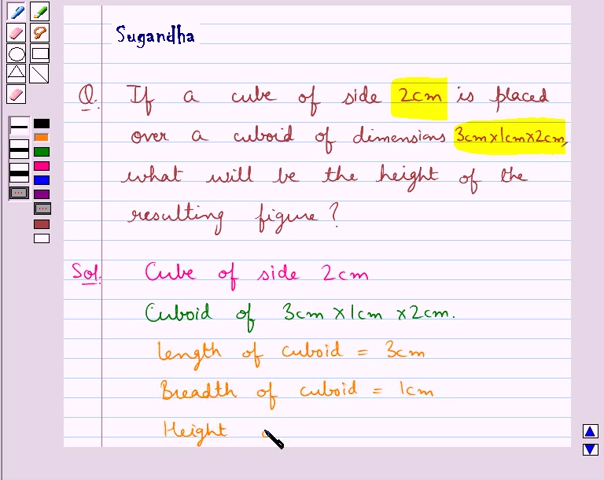 Sugandha
Q. If a cube of side 2cm is placed
over a cuboid of dimensions 3cm×1cm×2cm,
what will be the height of the
resulting figure?
Sol. Cube of side 2cm
Cuboid of 3cm ×1cm ×2cm.
Length of cuboid = 3cm
Breadth of cuboid = 1cm
Height